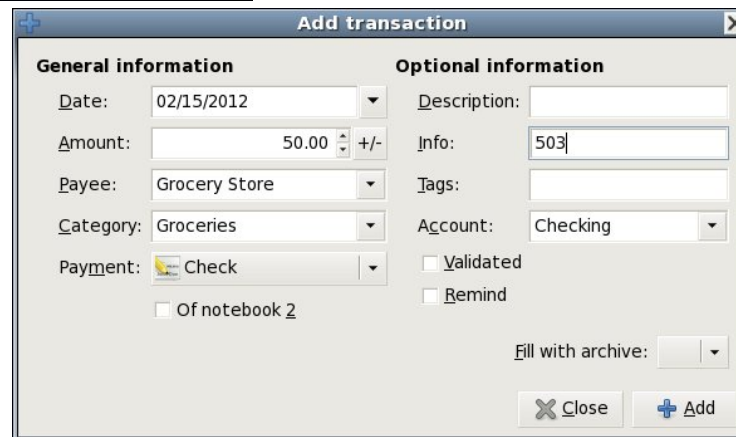 Add transaction
General information
Date: 02/15/2012
Amount: 50.00 +/-
Payee: Grocery Store
Category: Groceries
Payment: Check
Of notebook 2
Optional information
Description:
Info: 503
Tags:
Account: Checking
Validated
Remind
Fill with archive:
Close
Add